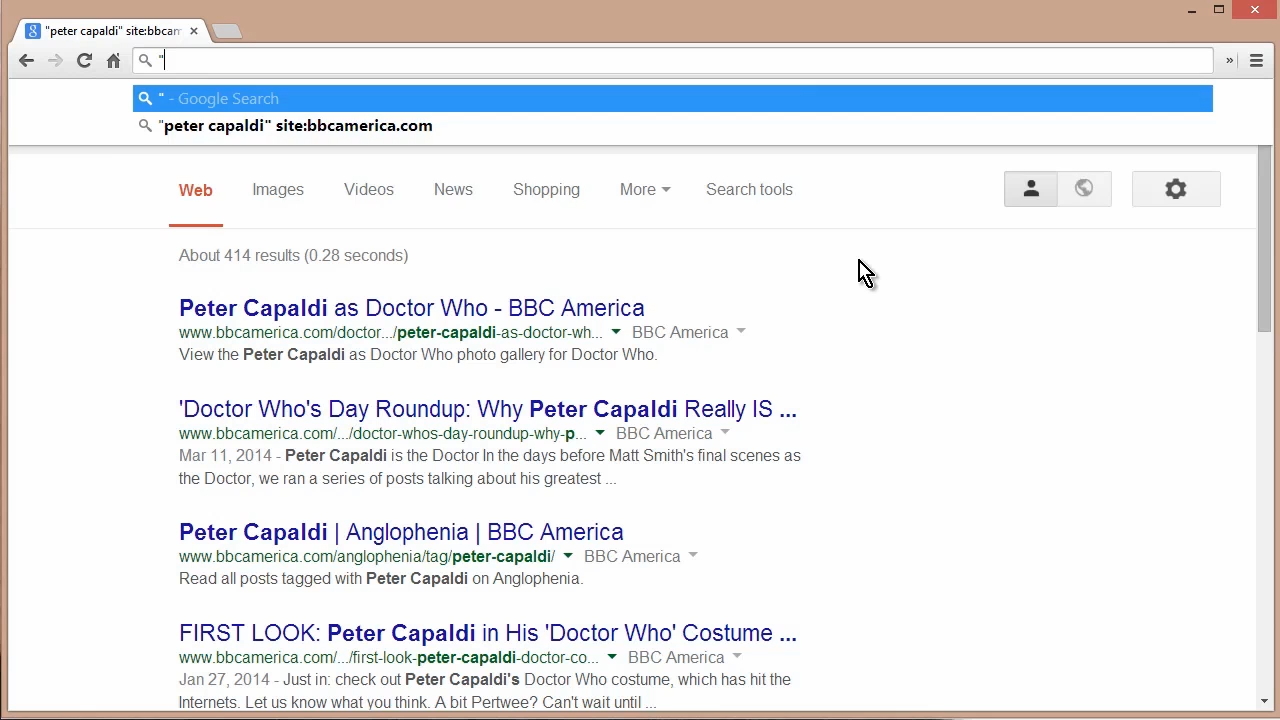 "peter capaldi" site:bbcam
"
" - Google Search
"peter capaldi" site:bbcamerica.com
Web Images Videos News Shopping More Search tools
About 414 results (0.28 seconds)
Peter Capaldi as Doctor Who - BBC America
www.bbcamerica.com/doctor.../peter-capaldi-as-doctor-wh... BBC America
View the Peter Capaldi as Doctor Who photo gallery for Doctor Who.
'Doctor Who's Day Roundup: Why Peter Capaldi Really IS ...
www.bbcamerica.com/.../doctor-whos-day-roundup-why-p... BBC America
Mar 11, 2014 - Peter Capaldi is the Doctor In the days before Matt Smith's final scenes as
the Doctor, we ran a series of posts talking about his greatest ...
Peter Capaldi | Anglophenia | BBC America
www.bbcamerica.com/anglophenia/tag/peter-capaldi/ BBC America
Read all posts tagged with Peter Capaldi on Anglophenia.
FIRST LOOK: Peter Capaldi in His 'Doctor Who' Costume ...
www.bbcamerica.com/.../first-look-peter-capaldi-doctor-co... BBC America
Jan 27, 2014 - Just in: check out Peter Capaldi's Doctor Who costume, which has hit the
Internets. Let us know what you think. A bit Pertwee? Can't wait until ...